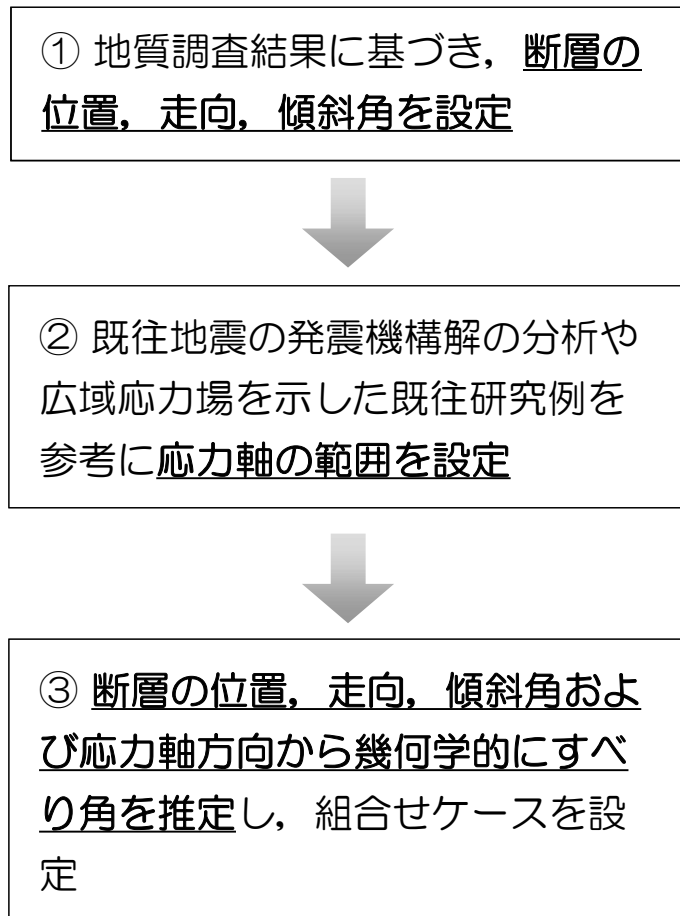 ① 地質調査結果に基づき，断層の
位置，走向，傾斜角を設定
② 既往地震の発震機構解の分析や
広域応力場を示した既往研究例を
参考に応力軸の範囲を設定
③ 断層の位置，走向，傾斜角およ
び応力軸方向から幾何学的にすべ
り角を推定し，組合せケースを設
定